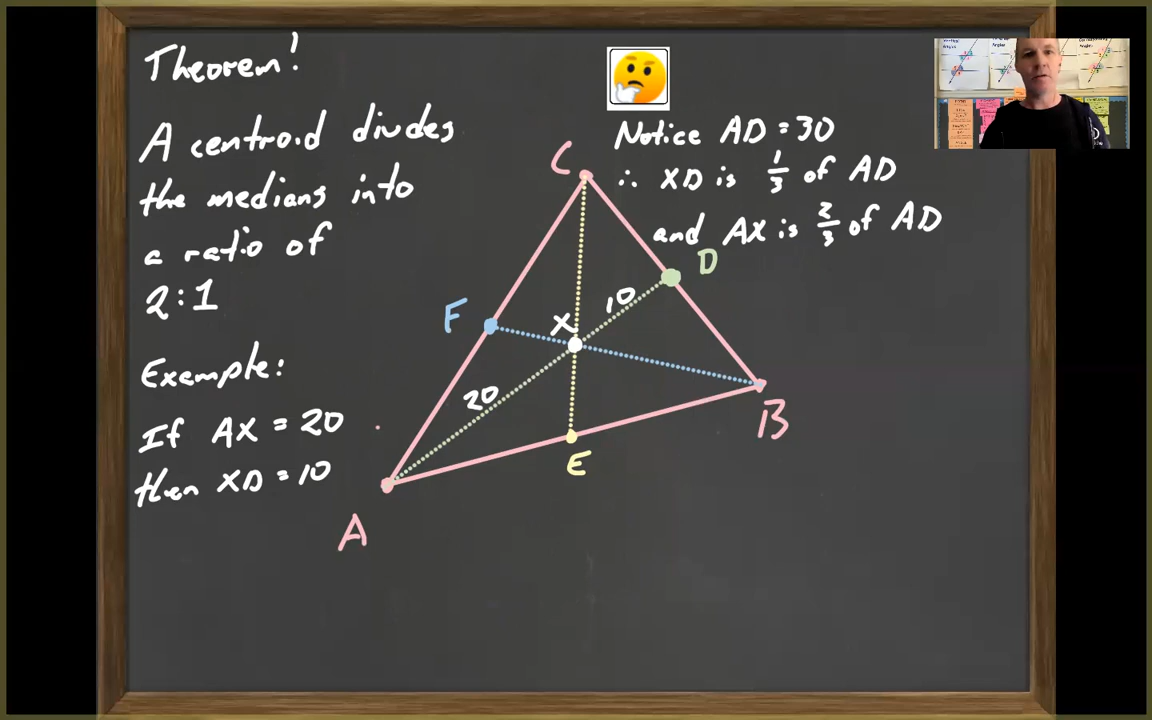 Theorem!
A centroid divides
the medians into
a ratio of
2:1
Example:
If AX = 20
then XD = 10
Notice AD = 30
∴ XD is 1/3 of AD
and AX is 2/3 of AD
C
D
10
F
X
20
B
E
A